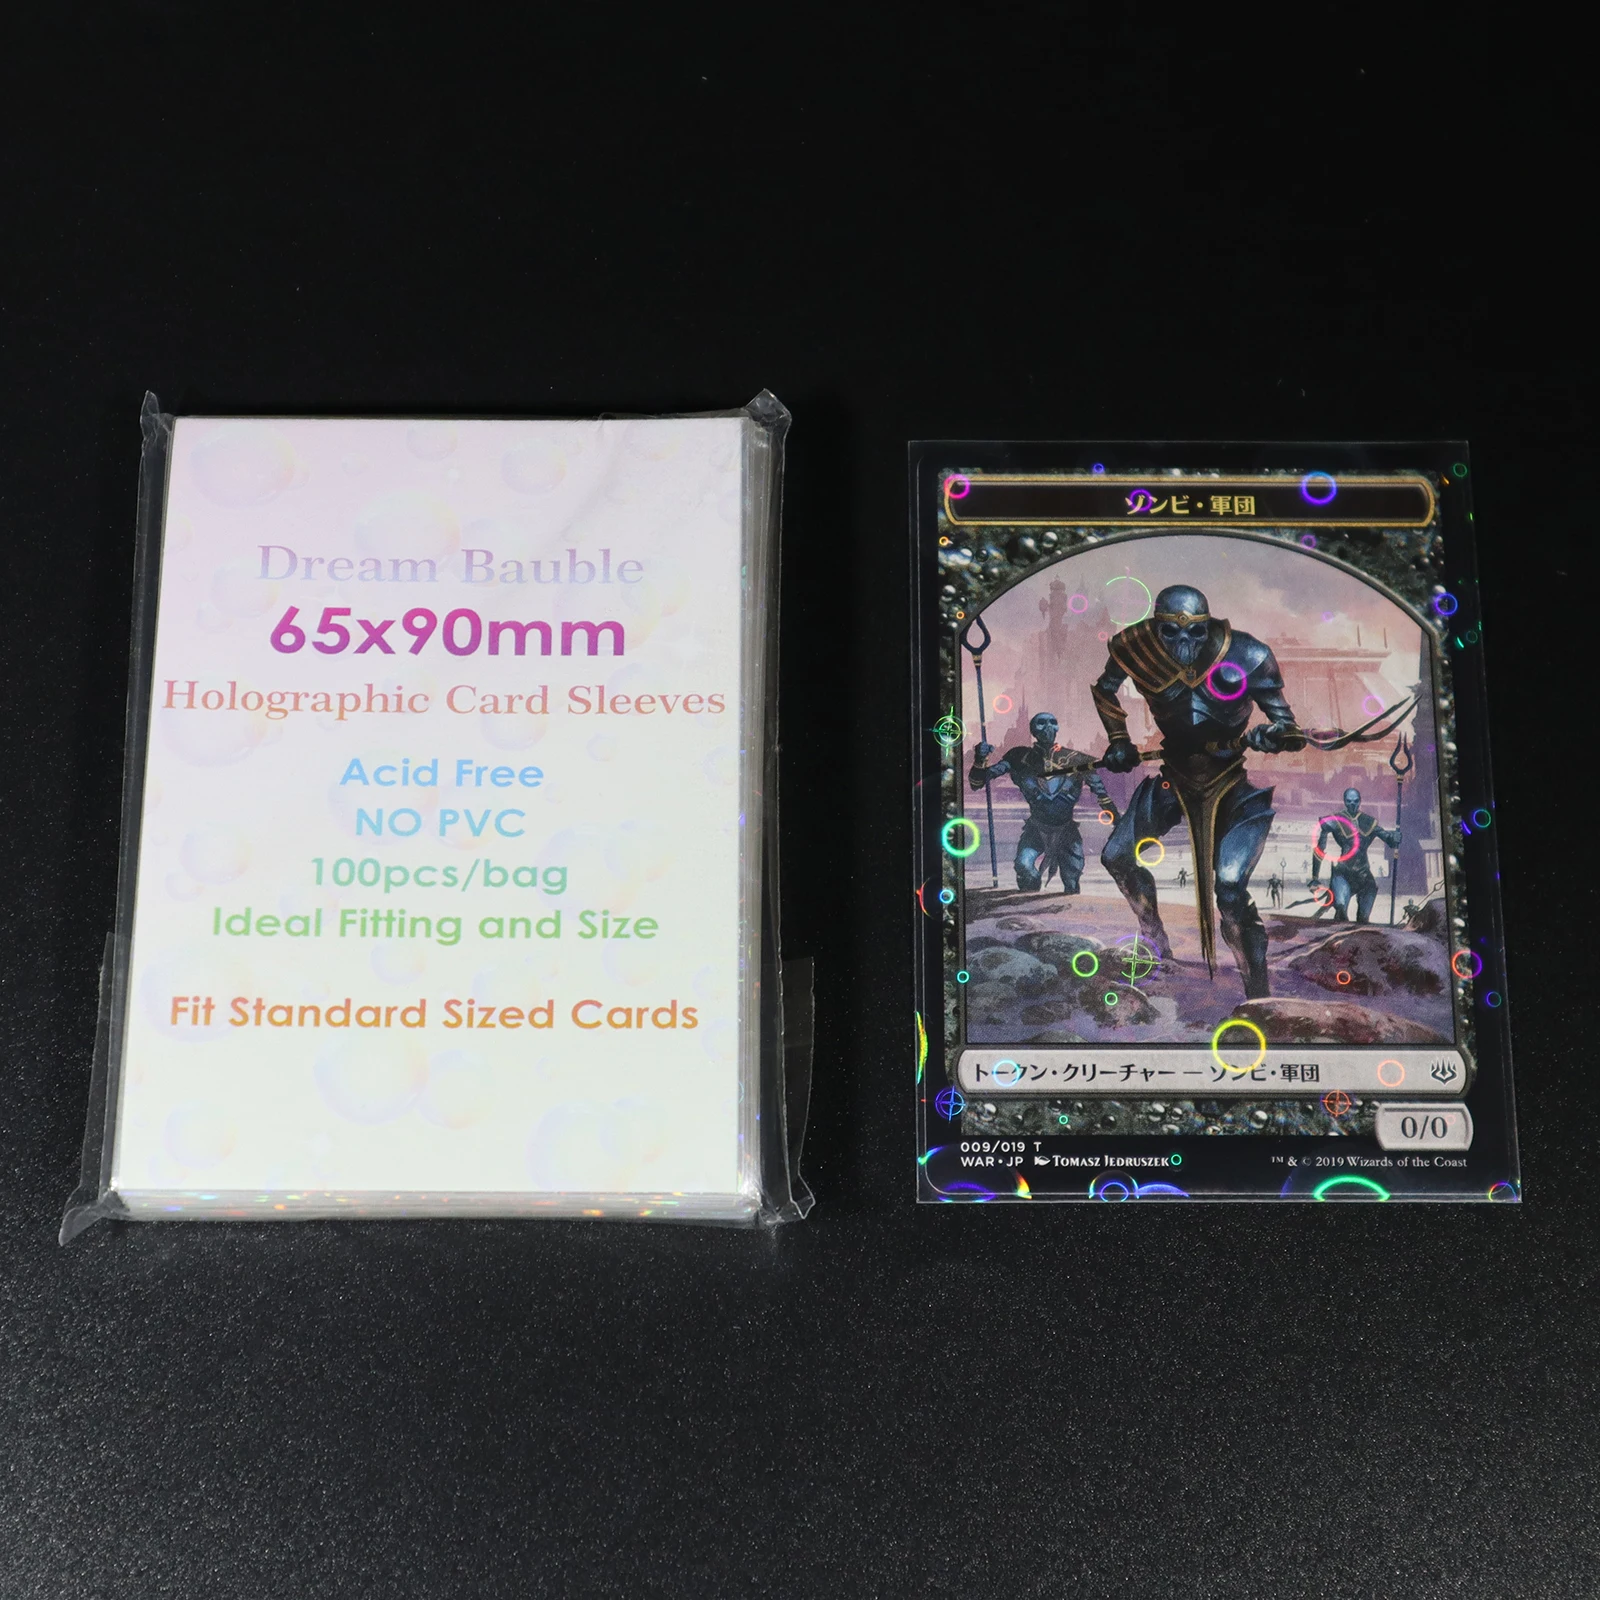 Dream Bauble
65x90mm
Holographic Card Sleeves
Acid Free
NO PVC
100pcs/bag
Ideal Fitting and Size
Fit Standard Sized Cards
ゾンビ・軍団
トークン・クリーチャー — ゾンビ・軍団
0/0
009/019 T
WAR • JP Tomasz Jedruszek
™ & © 2019 Wizards of the Coast